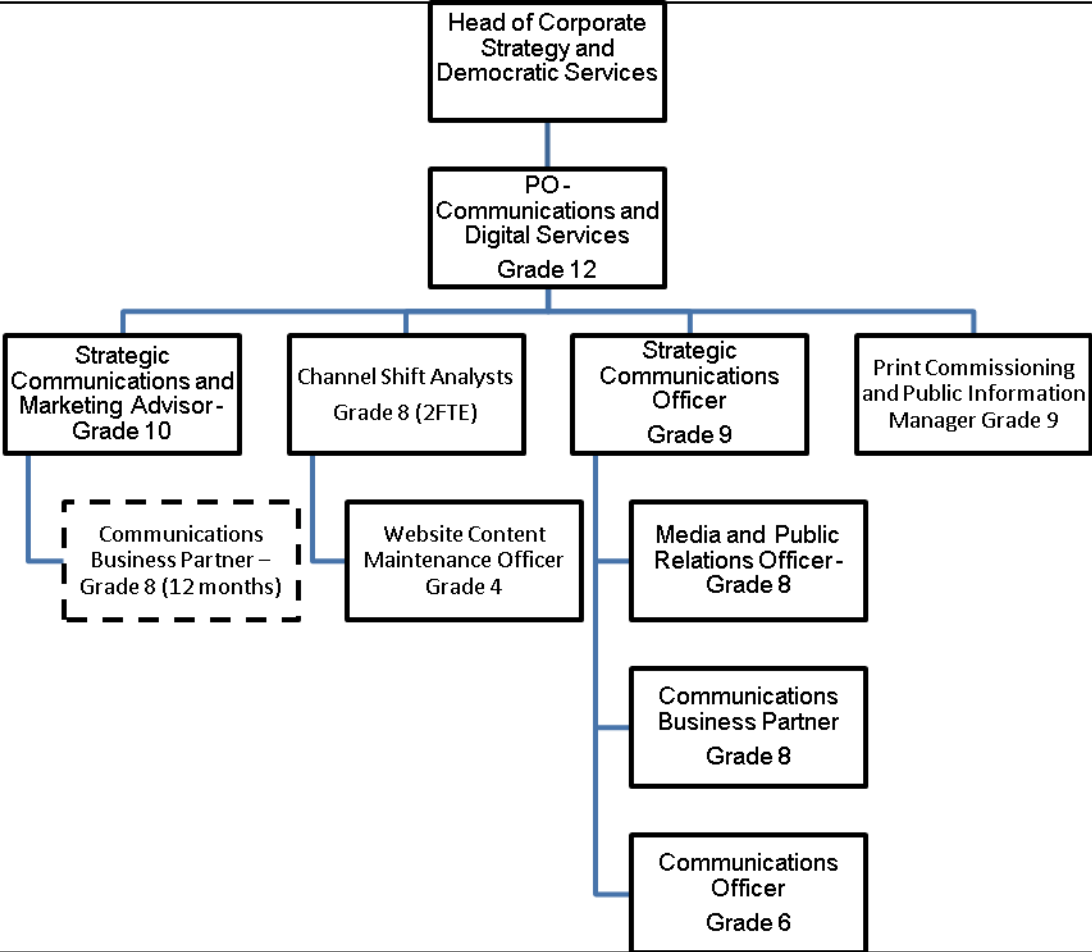 Head of Corporate
Strategy and
Democratic Services
PO -
Communications and
Digital Services
Grade 12
Strategic
Communications and
Marketing Advisor -
Grade 10
Channel Shift Analysts
Grade 8 (2FTE)
Strategic
Communications
Officer
Grade 9
Print Commissioning
and Public Information
Manager Grade 9
Communications
Business Partner –
Grade 8 (12 months)
Website Content
Maintenance Officer
Grade 4
Media and Public
Relations Officer -
Grade 8
Communications
Business Partner
Grade 8
Communications
Officer
Grade 6